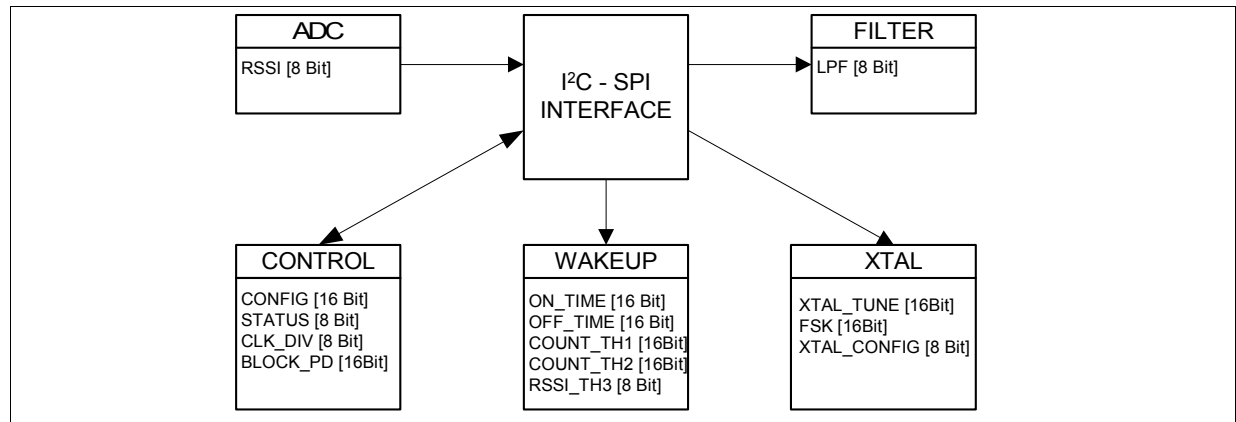 ADC
RSSI [8 Bit]
I²C - SPI
INTERFACE
FILTER
LPF [8 Bit]
CONTROL
CONFIG [16 Bit]
STATUS [8 Bit]
CLK_DIV [8 Bit]
BLOCK_PD [16Bit]
WAKEUP
ON_TIME [16 Bit]
OFF_TIME [16 Bit]
COUNT_TH1 [16Bit]
COUNT_TH2 [16Bit]
RSSI_TH3 [8 Bit]
XTAL
XTAL_TUNE [16Bit]
FSK [16Bit]
XTAL_CONFIG [8 Bit]